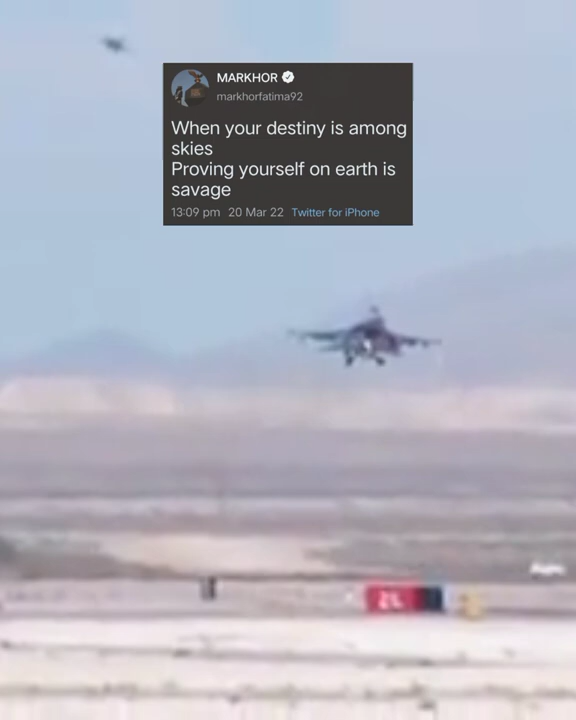 MARKHOR
markhorfatima92
When your destiny is among
skies
Proving yourself on earth is
savage
13:09 pm 20 Mar 22 Twitter for iPhone